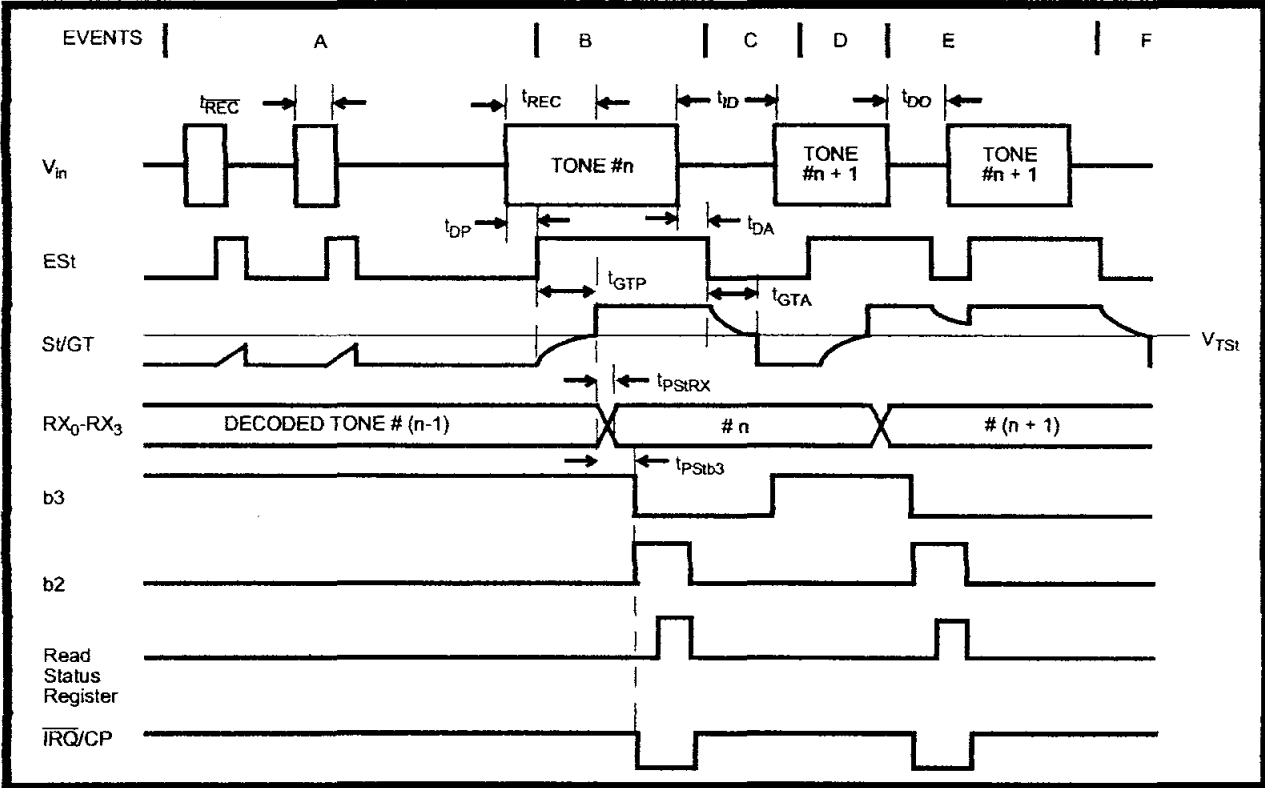 EVENTS A B C D E F
tREC tREC tID tDO
Vin TONE #n TONE #n + 1 TONE #n + 1
tDP tDA
ESt
tGTP tGTA
St/GT VTSt
tPStRX
RX0-RX3 DECODED TONE # (n-1) # n # (n + 1)
tPStb3
b3
b2
Read
Status
Register
IRQ/CP